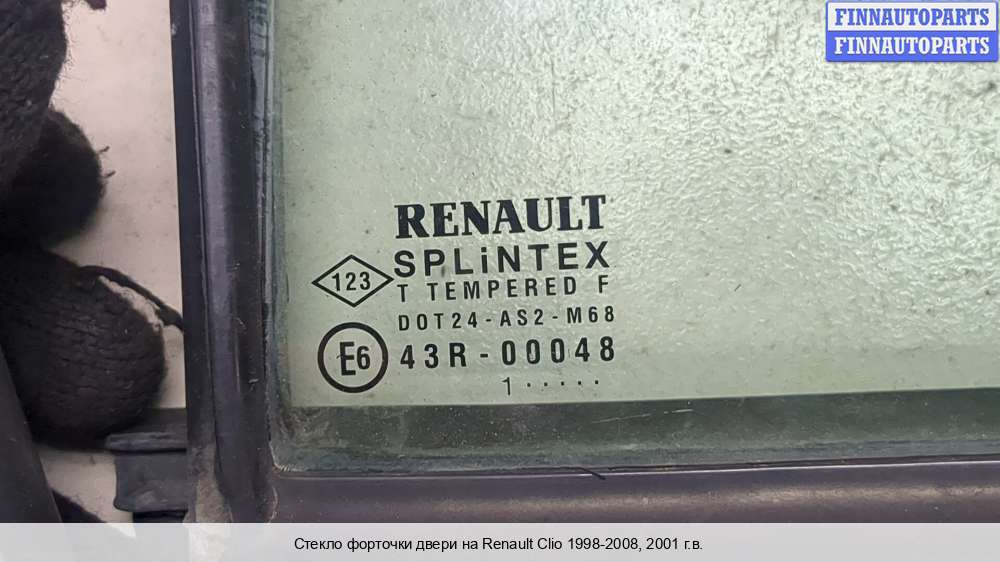 FINNAUTOPARTS
FINNAUTOPARTS
RENAULT
SPLiNTEX
123
T TEMPERED F
DOT24-AS2-M68
E6 43R-00048
1·····
Стекло форточки двери на Renault Clio 1998-2008, 2001 г.в.